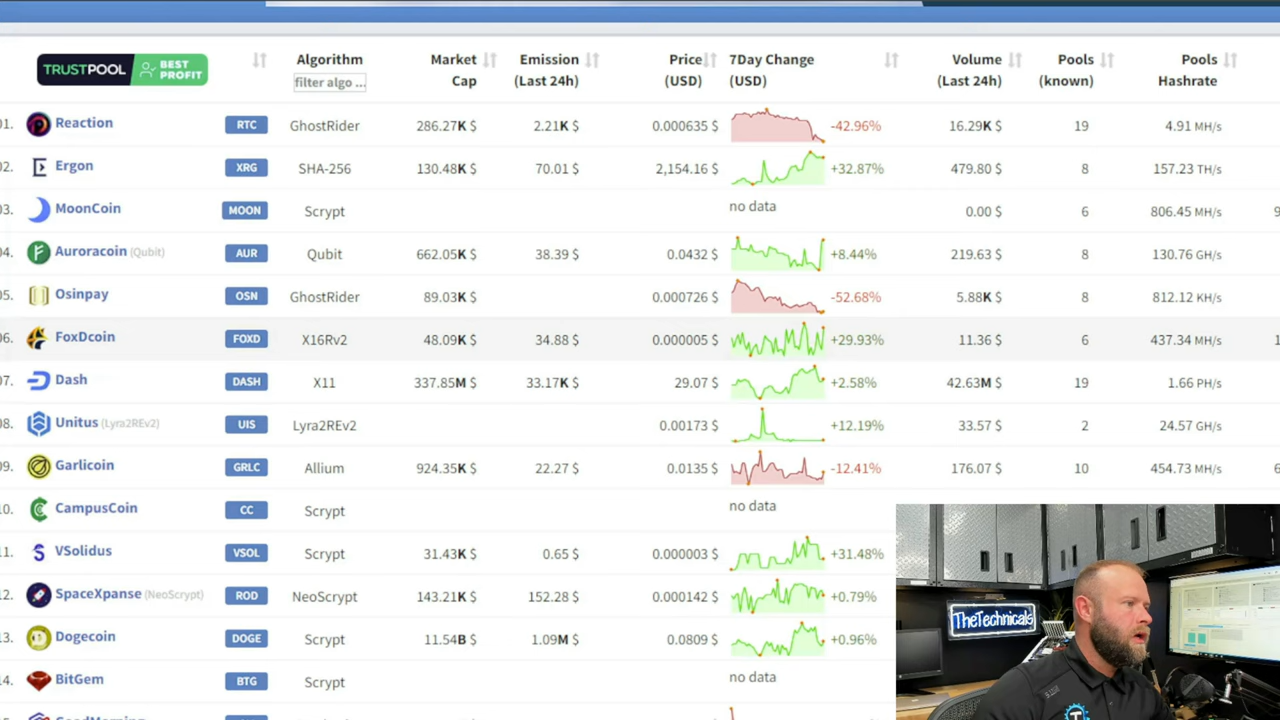 TRUSTPOOL BEST PROFIT Algorithm filter algo ... Market Cap Emission (Last 24h) Price (USD) 7Day Change (USD) Volume (Last 24h) Pools (known) Pools Hashrate
01. Reaction RTC GhostRider 286.27K $ 2.21K $ 0.000635 $ -42.96% 16.29K $ 19 4.91 MH/s
02. Ergon XRG SHA-256 130.48K $ 70.01 $ 2,154.16 $ +32.87% 479.80 $ 8 157.23 TH/s
03. MoonCoin MOON Scrypt no data 0.00 $ 6 806.45 MH/s 9
04. Auroracoin (Qubit) AUR Qubit 662.05K $ 38.39 $ 0.0432 $ +8.44% 219.63 $ 8 130.76 GH/s
05. Osinpay OSN GhostRider 89.03K $ 0.000726 $ -52.68% 5.88K $ 8 812.12 KH/s
06. FoxDcoin FOXD X16Rv2 48.09K $ 34.88 $ 0.000005 $ +29.93% 11.36 $ 6 437.34 MH/s 1
07. Dash DASH X11 337.85M $ 33.17K $ 29.07 $ +2.58% 42.63M $ 19 1.66 PH/s
08. Unitus (Lyra2REv2) UIS Lyra2REv2 0.00173 $ +12.19% 33.57 $ 2 24.57 GH/s
09. Garlicoin GRLC Allium 924.35K $ 22.27 $ 0.0135 $ -12.41% 176.07 $ 10 454.73 MH/s 6
10. CampusCoin CC Scrypt no data
11. VSolidus VSOL Scrypt 31.43K $ 0.65 $ 0.000003 $ +31.48%
12. SpaceXpanse (NeoScrypt) ROD NeoScrypt 143.21K $ 152.28 $ 0.000142 $ +0.79%
13. Dogecoin DOGE Scrypt 11.54B $ 1.09M $ 0.0809 $ +0.96%
14. BitGem BTG Scrypt no data
TheTechnicals